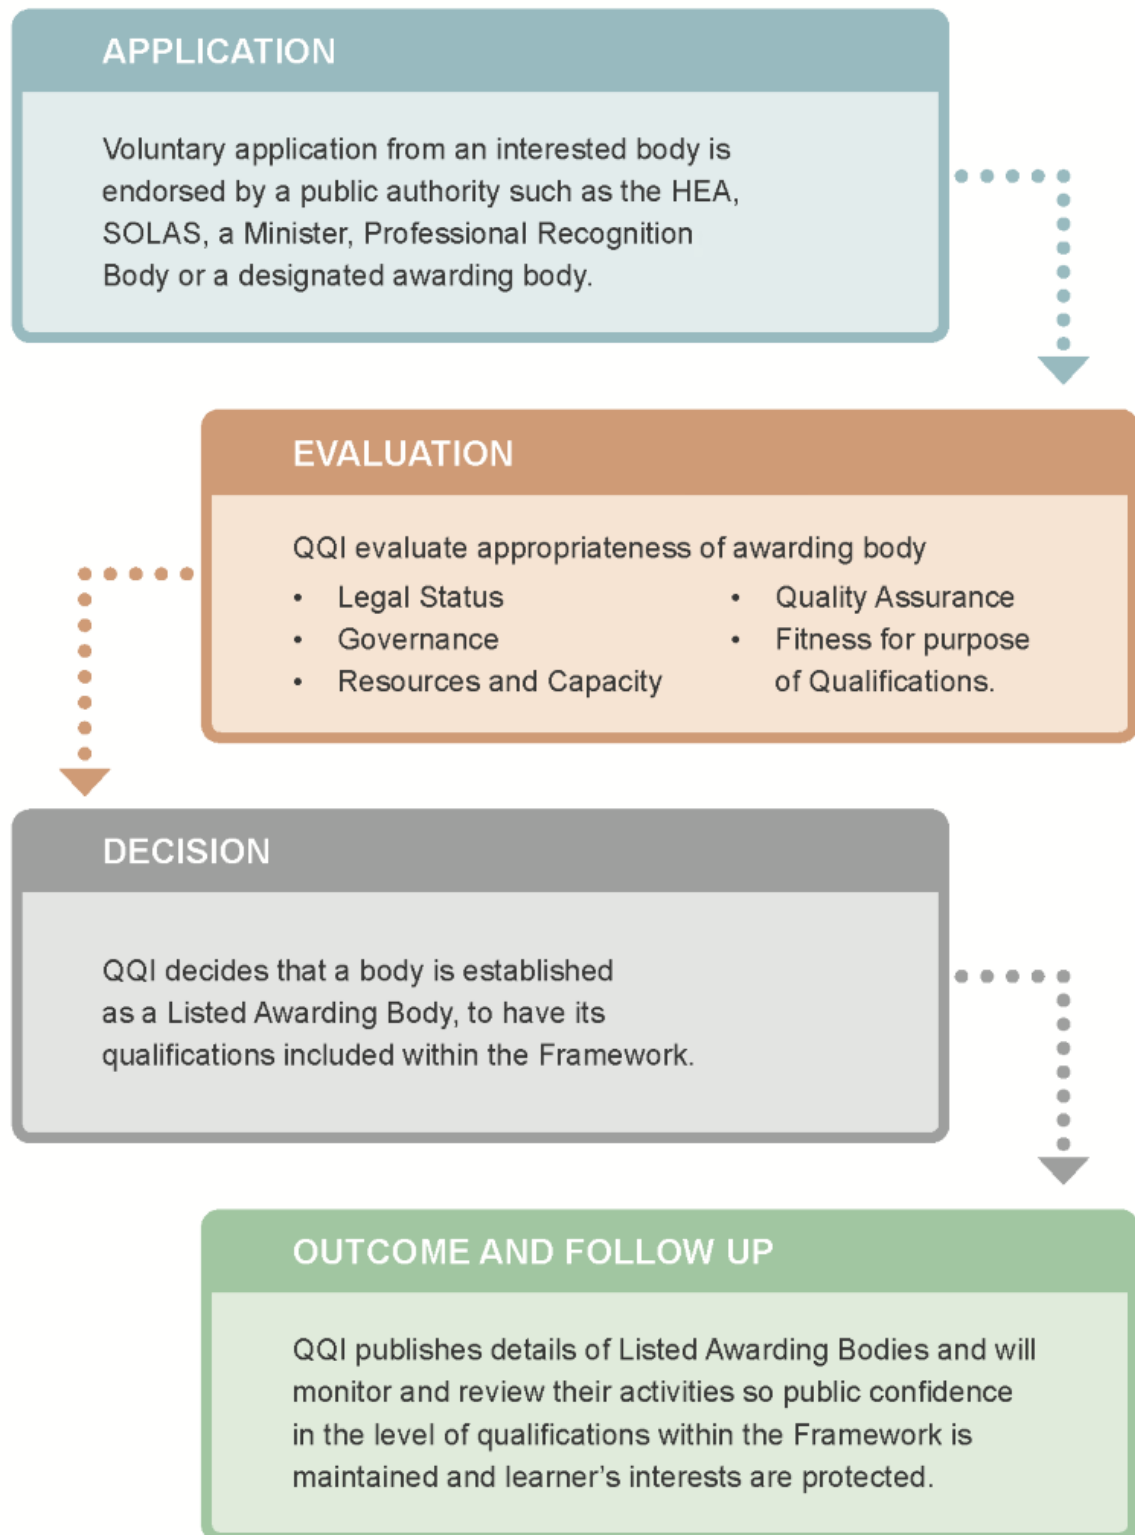 APPLICATION
Voluntary application from an interested body is
endorsed by a public authority such as the HEA,
SOLAS, a Minister, Professional Recognition
Body or a designated awarding body.
EVALUATION
QQI evaluate appropriateness of awarding body
• Legal Status
• Governance
• Resources and Capacity
• Quality Assurance
• Fitness for purpose
of Qualifications.
DECISION
QQI decides that a body is established
as a Listed Awarding Body, to have its
qualifications included within the Framework.
OUTCOME AND FOLLOW UP
QQI publishes details of Listed Awarding Bodies and will
monitor and review their activities so public confidence
in the level of qualifications within the Framework is
maintained and learner’s interests are protected.